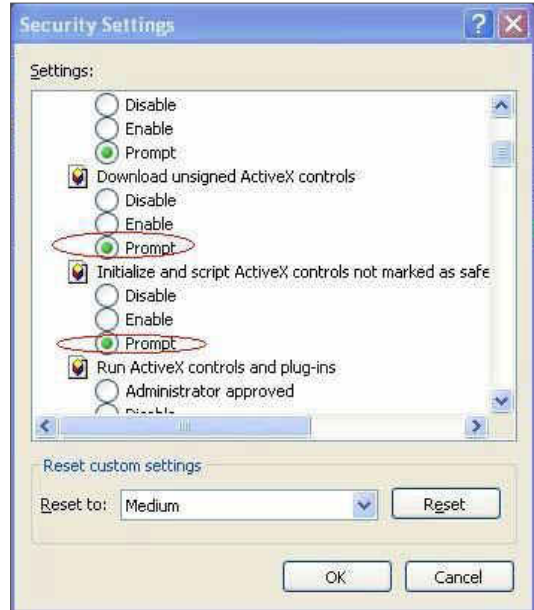 Security Settings
Settings:
Disable
Enable
Prompt
Download unsigned ActiveX controls
Disable
Enable
Prompt
Initialize and script ActiveX controls not marked as safe
Disable
Enable
Prompt
Run ActiveX controls and plug-ins
Administrator approved
Disable
Reset custom settings
Reset to: Medium Reset
OK Cancel